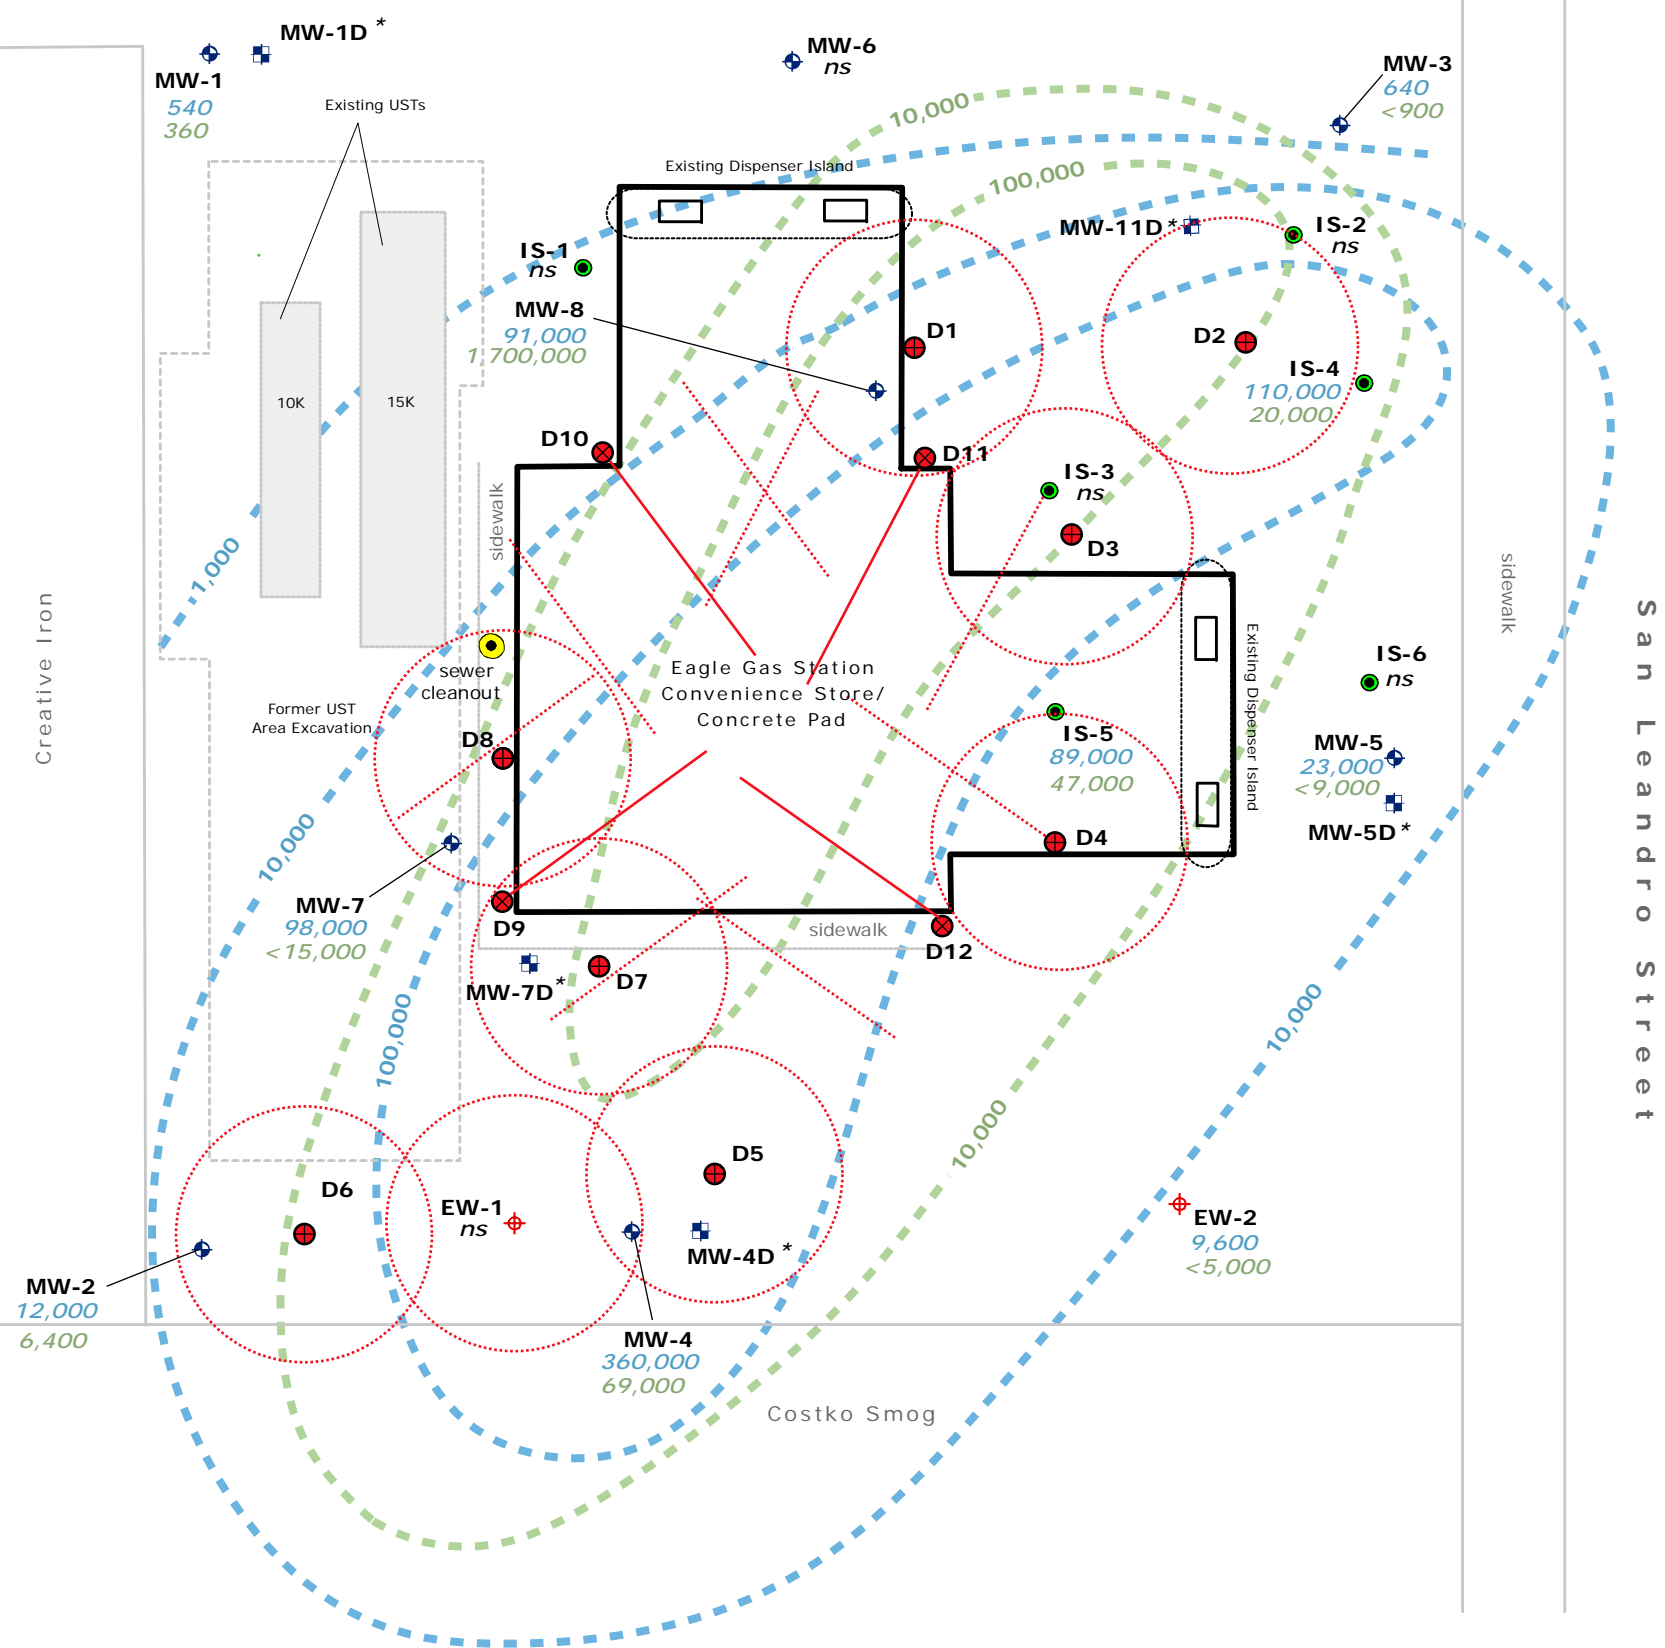 MW-1D *
MW-1
540
360
MW-6
ns
MW-3
640
<900
Existing USTs
10,000
Existing Dispenser Island
100,000
MW-11D *
IS-2
ns
IS-1
ns
MW-8
91,000
1,700,000
D1
D2
IS-4
110,000
20,000
10K
15K
D10
D11
IS-3
ns
D3
sidewalk
1,000
Creative Iron
sewer
cleanout
Former UST
Area Excavation
Eagle Gas Station
Convenience Store/
Concrete Pad
Existing Dispenser Island
sidewalk
San Leandro Street
IS-6
ns
IS-5
89,000
47,000
MW-5
23,000
<9,000
MW-5D *
D8
D4
10,000
MW-7
98,000
<15,000
D9
sidewalk
D12
MW-7D *
D7
100,000
10,000
10,000
D5
D6
EW-1
ns
MW-4D *
EW-2
9,600
<5,000
MW-2
12,000
6,400
MW-4
360,000
69,000
Costko Smog